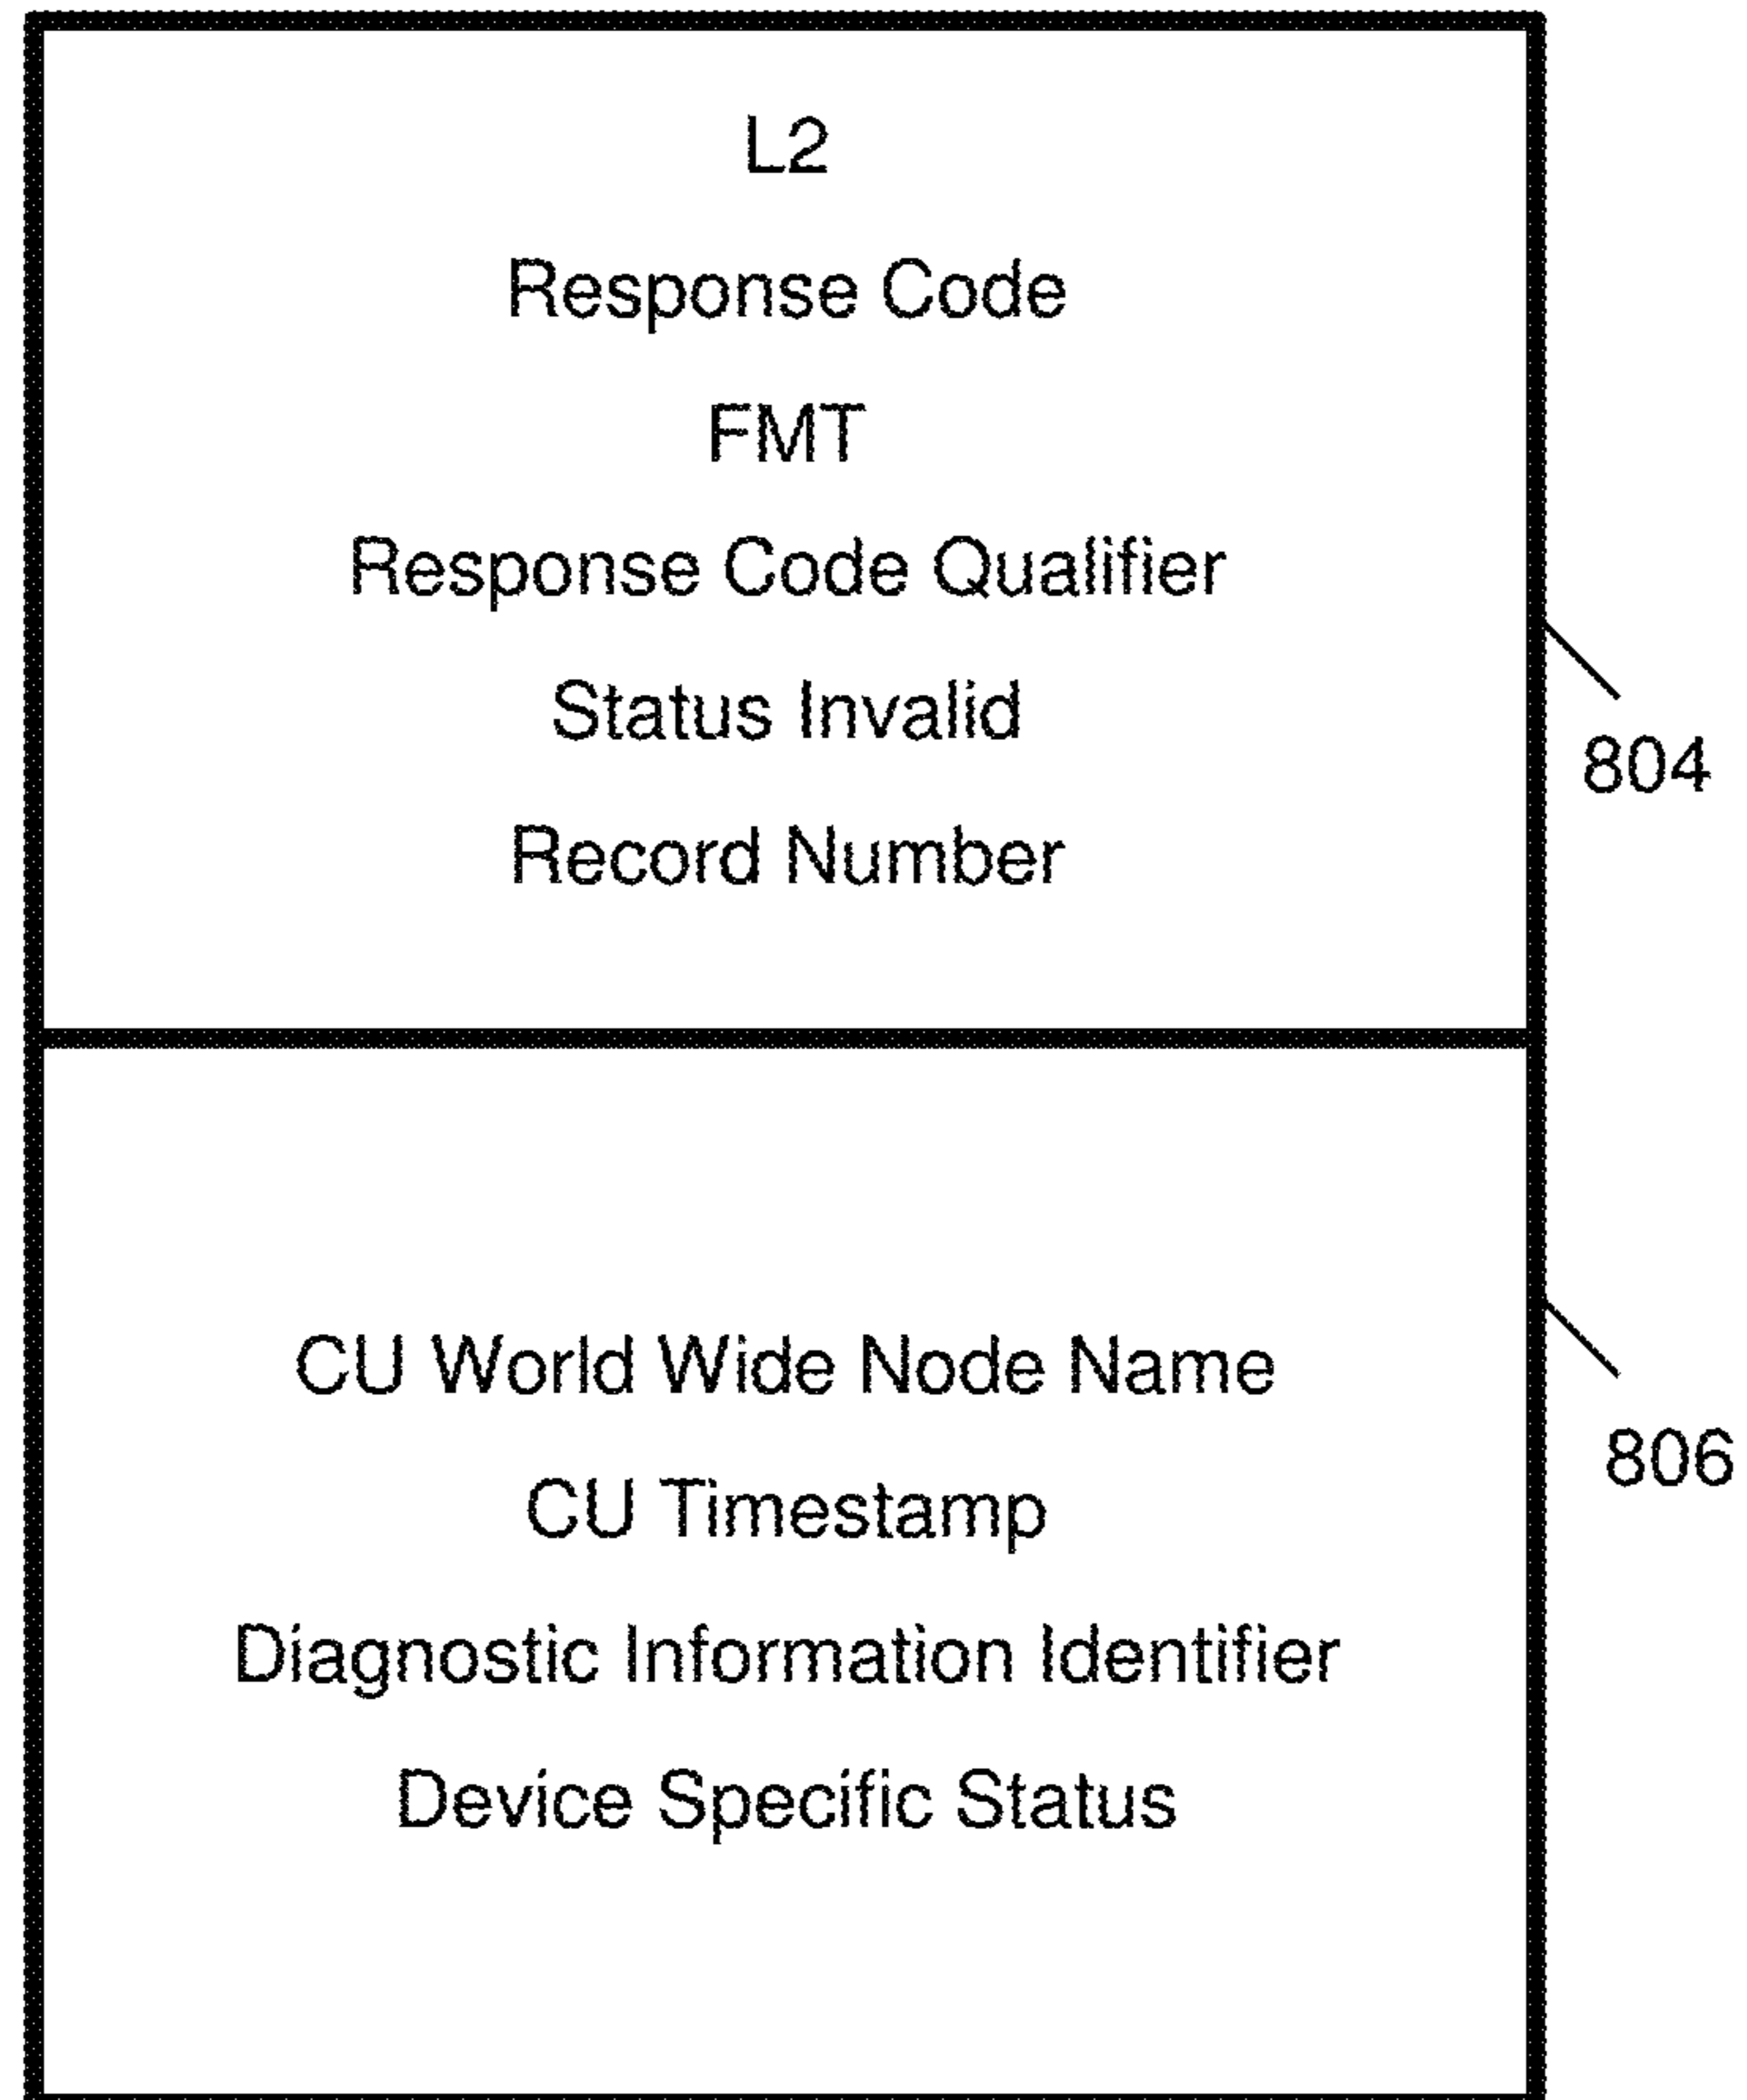 L2
Response Code
FMT
Response Code Qualifier
Status Invalid
804
Record Number
CU World Wide Node Name
806
CU Timestamp
Diagnostic Information Identifier
Device Specific Status